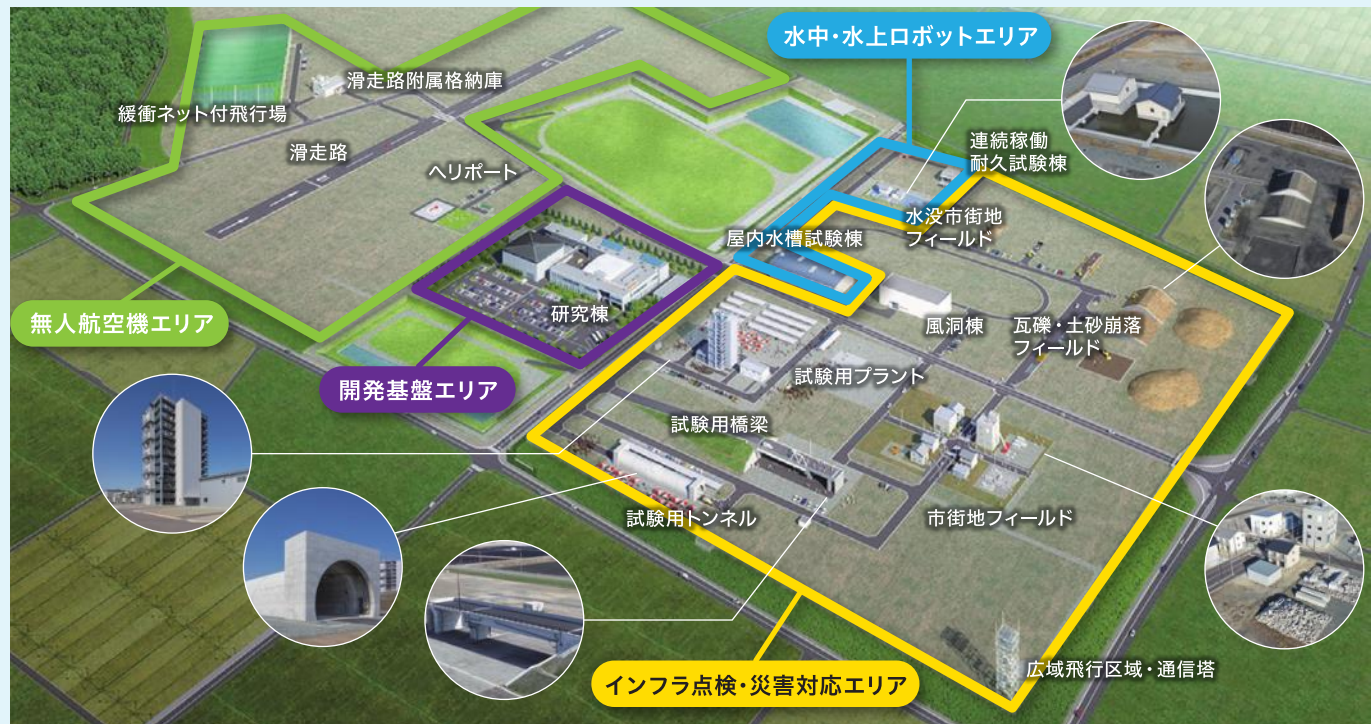 水中・水上ロボットエリア
滑走路附属格納庫
緩衝ネット付飛行場
滑走路
ヘリポート
連続稼働
耐久試験棟
水没市街地
フィールド
屋内水槽試験棟
無人航空機エリア
研究棟
風洞棟
瓦礫・土砂崩落
フィールド
開発基盤エリア
試験用プラント
試験用橋梁
試験用トンネル
市街地フィールド
広域飛行区域・通信塔
インフラ点検・災害対応エリア